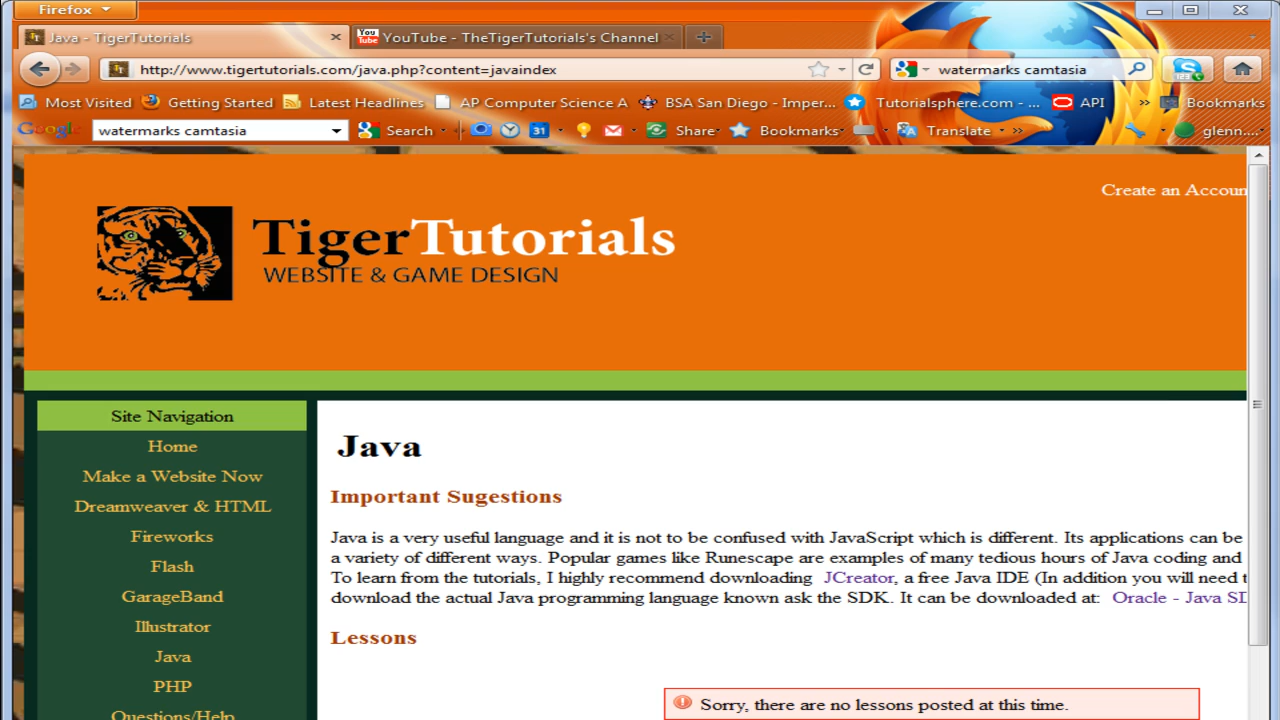 Firefox
Java - TigerTutorials
YouTube - TheTigerTutorials's Channel
http://www.tigertutorials.com/java.php?content=javaindex
watermarks camtasia
Most Visited Getting Started Latest Headlines AP Computer Science A BSA San Diego - Imper... Tutorialsphere.com - ... API » Bookmarks
Google watermarks camtasia Search Share Bookmarks Translate » glenn....
Create an Accoun
TigerTutorials
WEBSITE & GAME DESIGN
Site Navigation
Home
Make a Website Now
Dreamweaver & HTML
Fireworks
Flash
GarageBand
Illustrator
Java
PHP
Questions/Help
Java
Important Sugestions
Java is a very useful language and it is not to be confused with JavaScript which is different. Its applications can be
a variety of different ways. Popular games like Runescape are examples of many tedious hours of Java coding and
To learn from the tutorials, I highly recommend downloading JCreator, a free Java IDE (In addition you will need t
download the actual Java programming language known ask the SDK. It can be downloaded at: Oracle - Java SD
Lessons
Sorry, there are no lessons posted at this time.